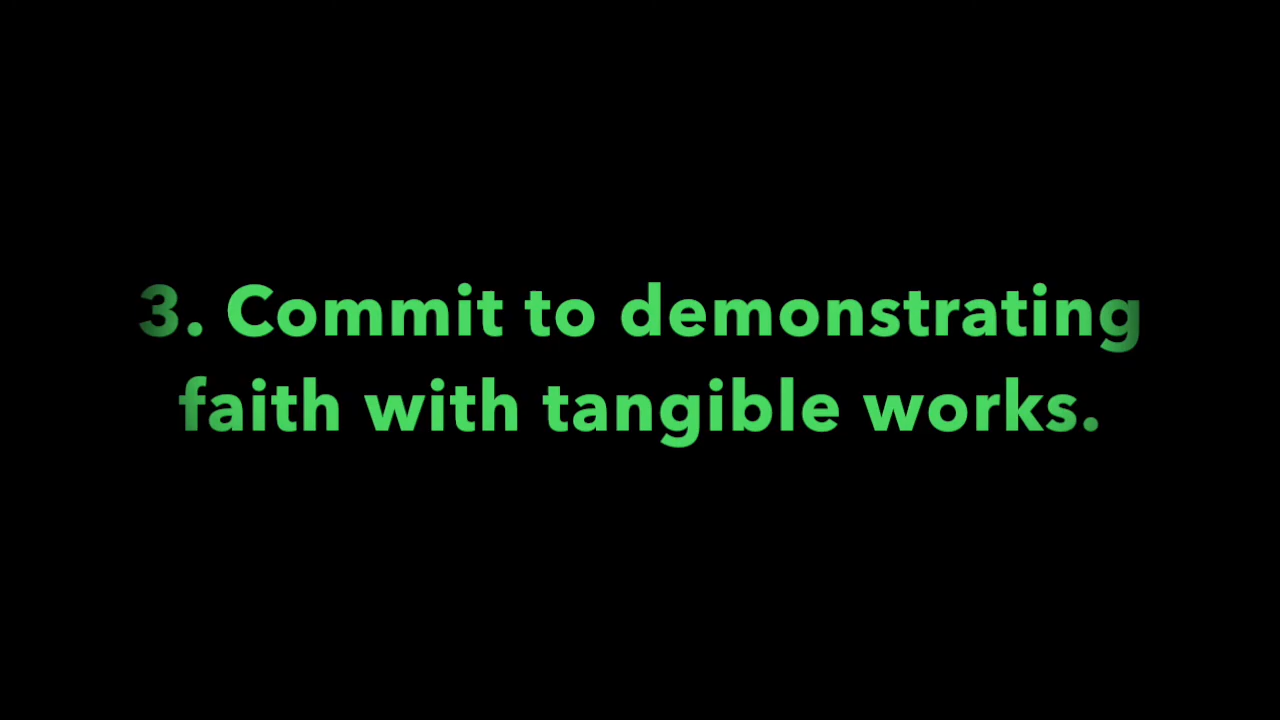 3. Commit to demonstrating
faith with tangible works.